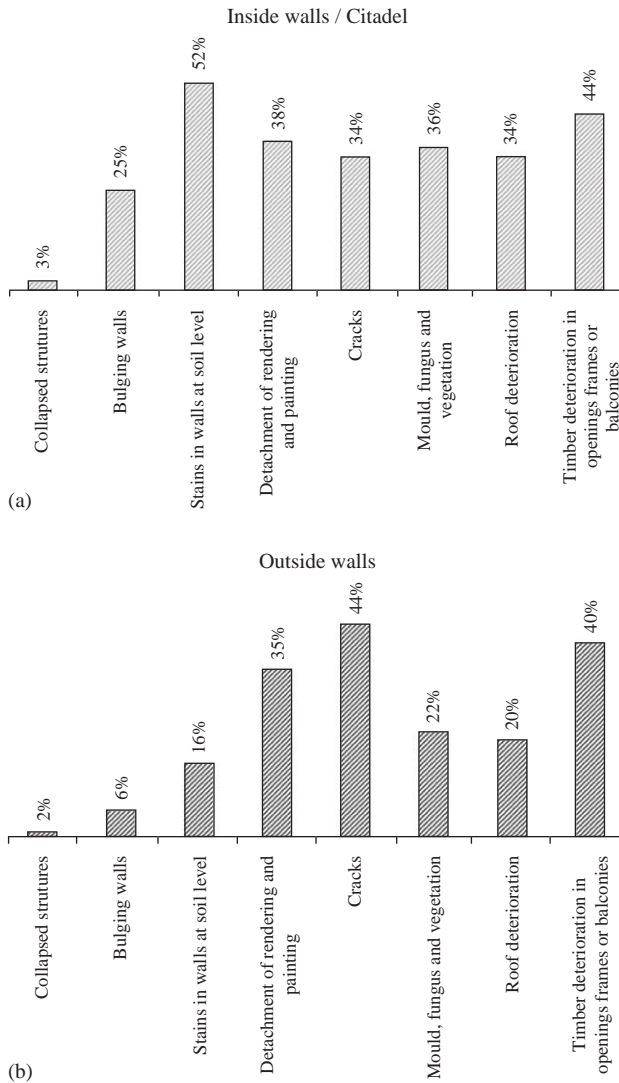 Inside walls / Citadel
3%
25%
52%
38%
34%
36%
34%
44%
Collapsed strutures
Bulging walls
Stains in walls at soil level
Detachment of rendering
and painting
Cracks
Mould, fungus and
vegetation
Roof deterioration
Timber deterioration in
openings frames or
balconies
(a)
Outside walls
2%
6%
16%
35%
44%
22%
20%
40%
Collapsed strutures
Bulging walls
Stains in walls at soil level
Detachment of rendering and
painting
Cracks
Mould, fungus and vegetation
Roof deterioration
Timber deterioration in
openings frames or balconies
(b)